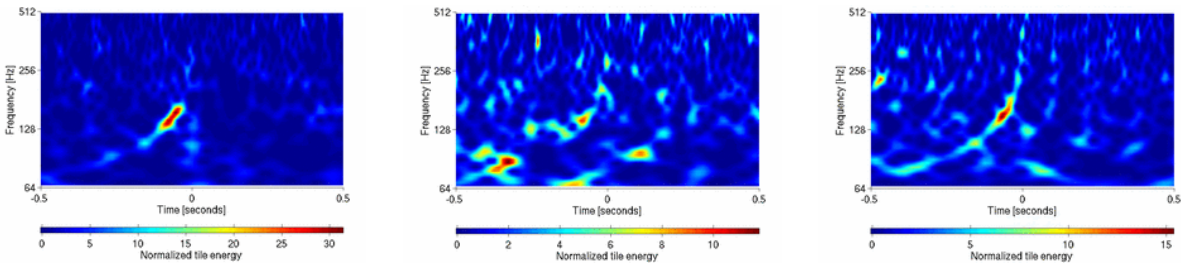 512
256
128
64
Frequency [Hz]
-0.5 0 0.5
Time [seconds]
0 5 10 15 20 25 30
Normalized tile energy
512
256
128
64
Frequency [Hz]
-0.5 0 0.5
Time [seconds]
0 2 4 6 8 10
Normalized tile energy
512
256
128
64
Frequency [Hz]
-0.5 0 0.5
Time [seconds]
0 5 10 15
Normalized tile energy